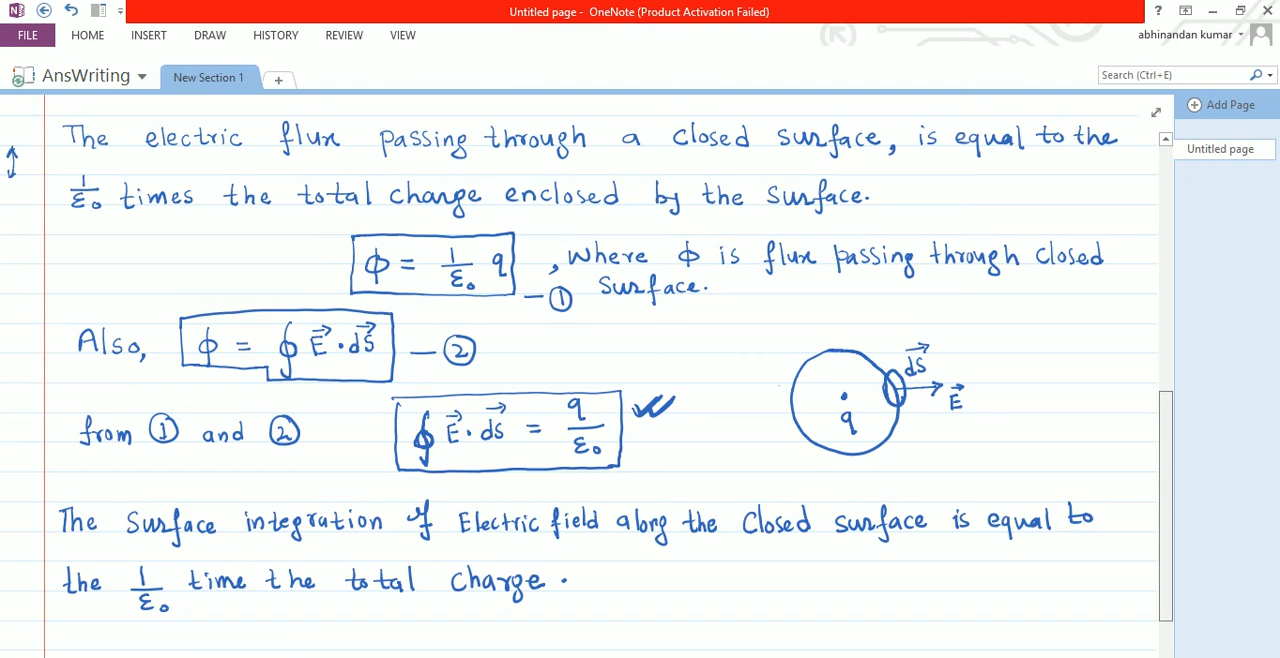 Untitled page - OneNote (Product Activation Failed)
?
FILE HOME INSERT DRAW HISTORY REVIEW VIEW
abhinandan kumar
AnsWriting
New Section 1
+
Search (Ctrl+E)
Add Page
Untitled page
The electric flux passing through a closed surface, is equal to the
1/ε₀ times the total charge enclosed by the surface.
ϕ = 1/ε₀ q , where ϕ is flux passing through closed
— ① surface.
Also, ϕ = ∮ E⃗ · dS⃗ — ②
dS⃗
E⃗
q
from ① and ② ∮ E⃗ · dS⃗ = q/ε₀
The surface integration of Electric field along the closed surface is equal to
the 1/ε₀ time the total charge.